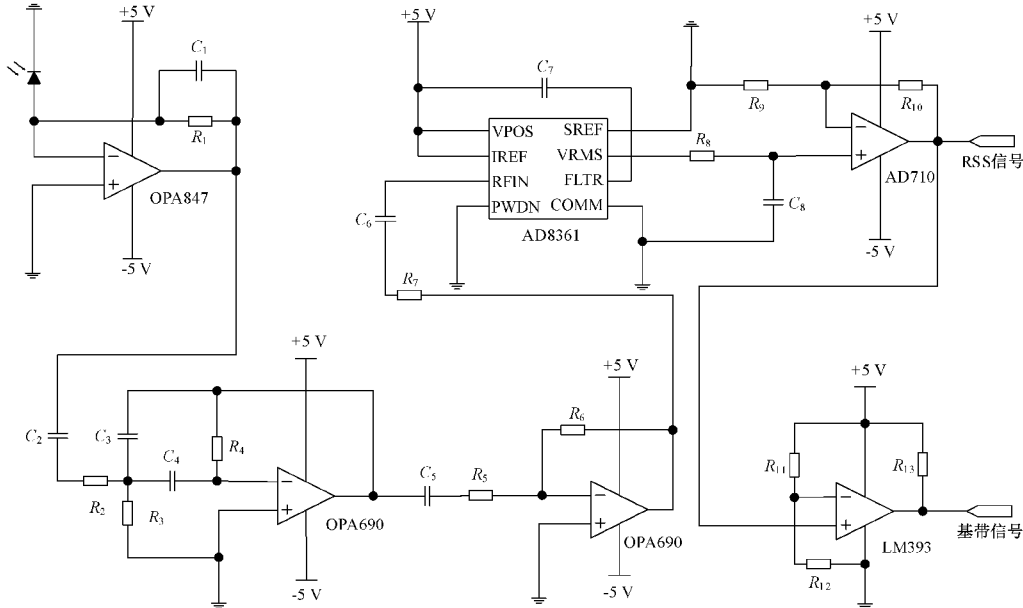 +5 V
C1
R1
OPA847
-5 V
+5 V
C7
VPOS
IREF
RFIN
PWDN
SREF
VRMS
FLTR
COMM
AD8361
C6
R7
R8
C8
R9
R10
+5 V
AD710
-5 V
RSS信号
C2
R2
C3
R3
C4
R4
+5 V
OPA690
-5 V
C5
R5
R6
+5 V
OPA690
-5 V
+5 V
R11
R12
R13
LM393
基带信号